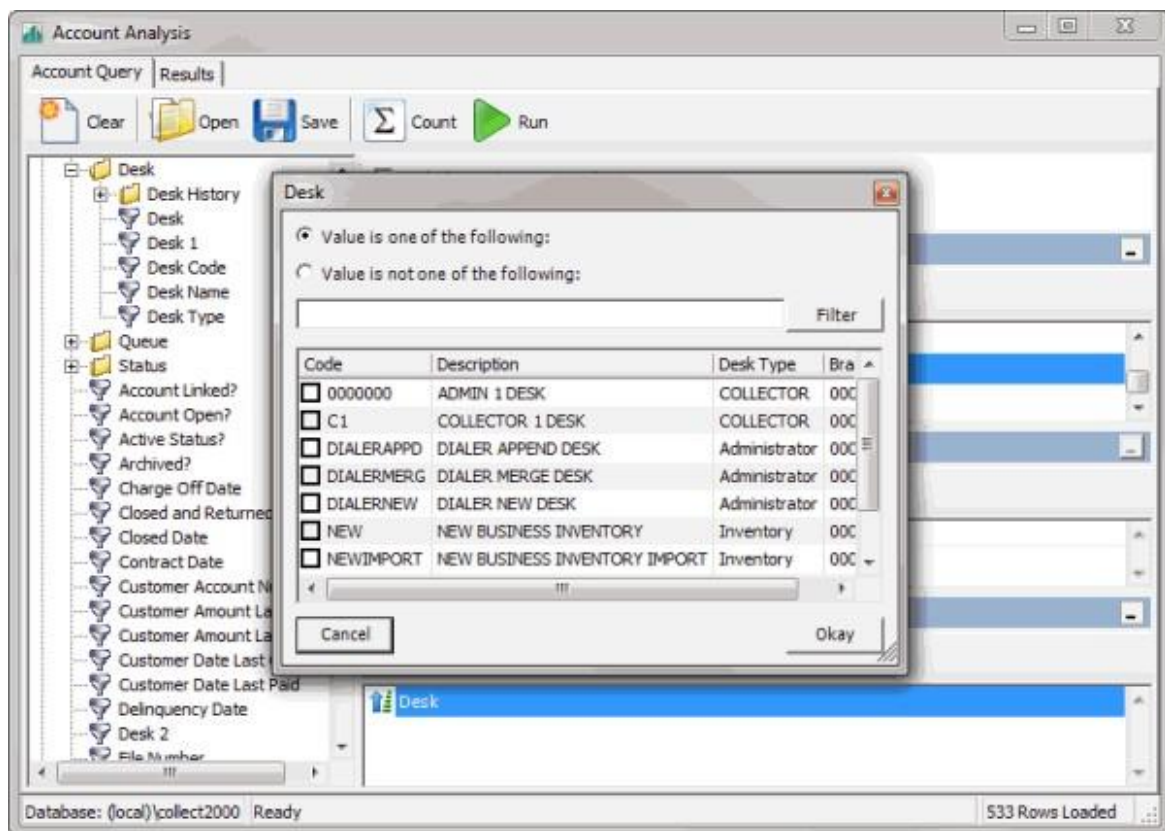 Account Analysis
Account Query Results
Clear Open Save Count Run
Desk
Desk History
Desk
Desk 1
Desk Code
Desk Name
Desk Type
Queue
Status
Account Linked?
Account Open?
Active Status?
Archived?
Charge Off Date
Closed and Returned
Closed Date
Contract Date
Customer Account
Customer Amount
Customer Amount
Customer Date Last
Customer Date Last Paid
Delinquency Date
Desk 2
File Number
Desk
Value is one of the following:
Value is not one of the following:
Filter
Code Description Desk Type Bra
0000000 ADMIN 1 DESK COLLECTOR 000
C1 COLLECTOR 1 DESK COLLECTOR 000
DIALERAPPD DIALER APPEND DESK Administrator 000
DIALERMERG DIALER MERGE DESK Administrator 000
DIALERNEW DIALER NEW DESK Administrator 000
NEW NEW BUSINESS INVENTORY Inventory 000
NEWIMPORT NEW BUSINESS INVENTORY IMPORT Inventory 000
Cancel Okay
Desk
Database: (local)\collect2000 Ready 533 Rows Loaded